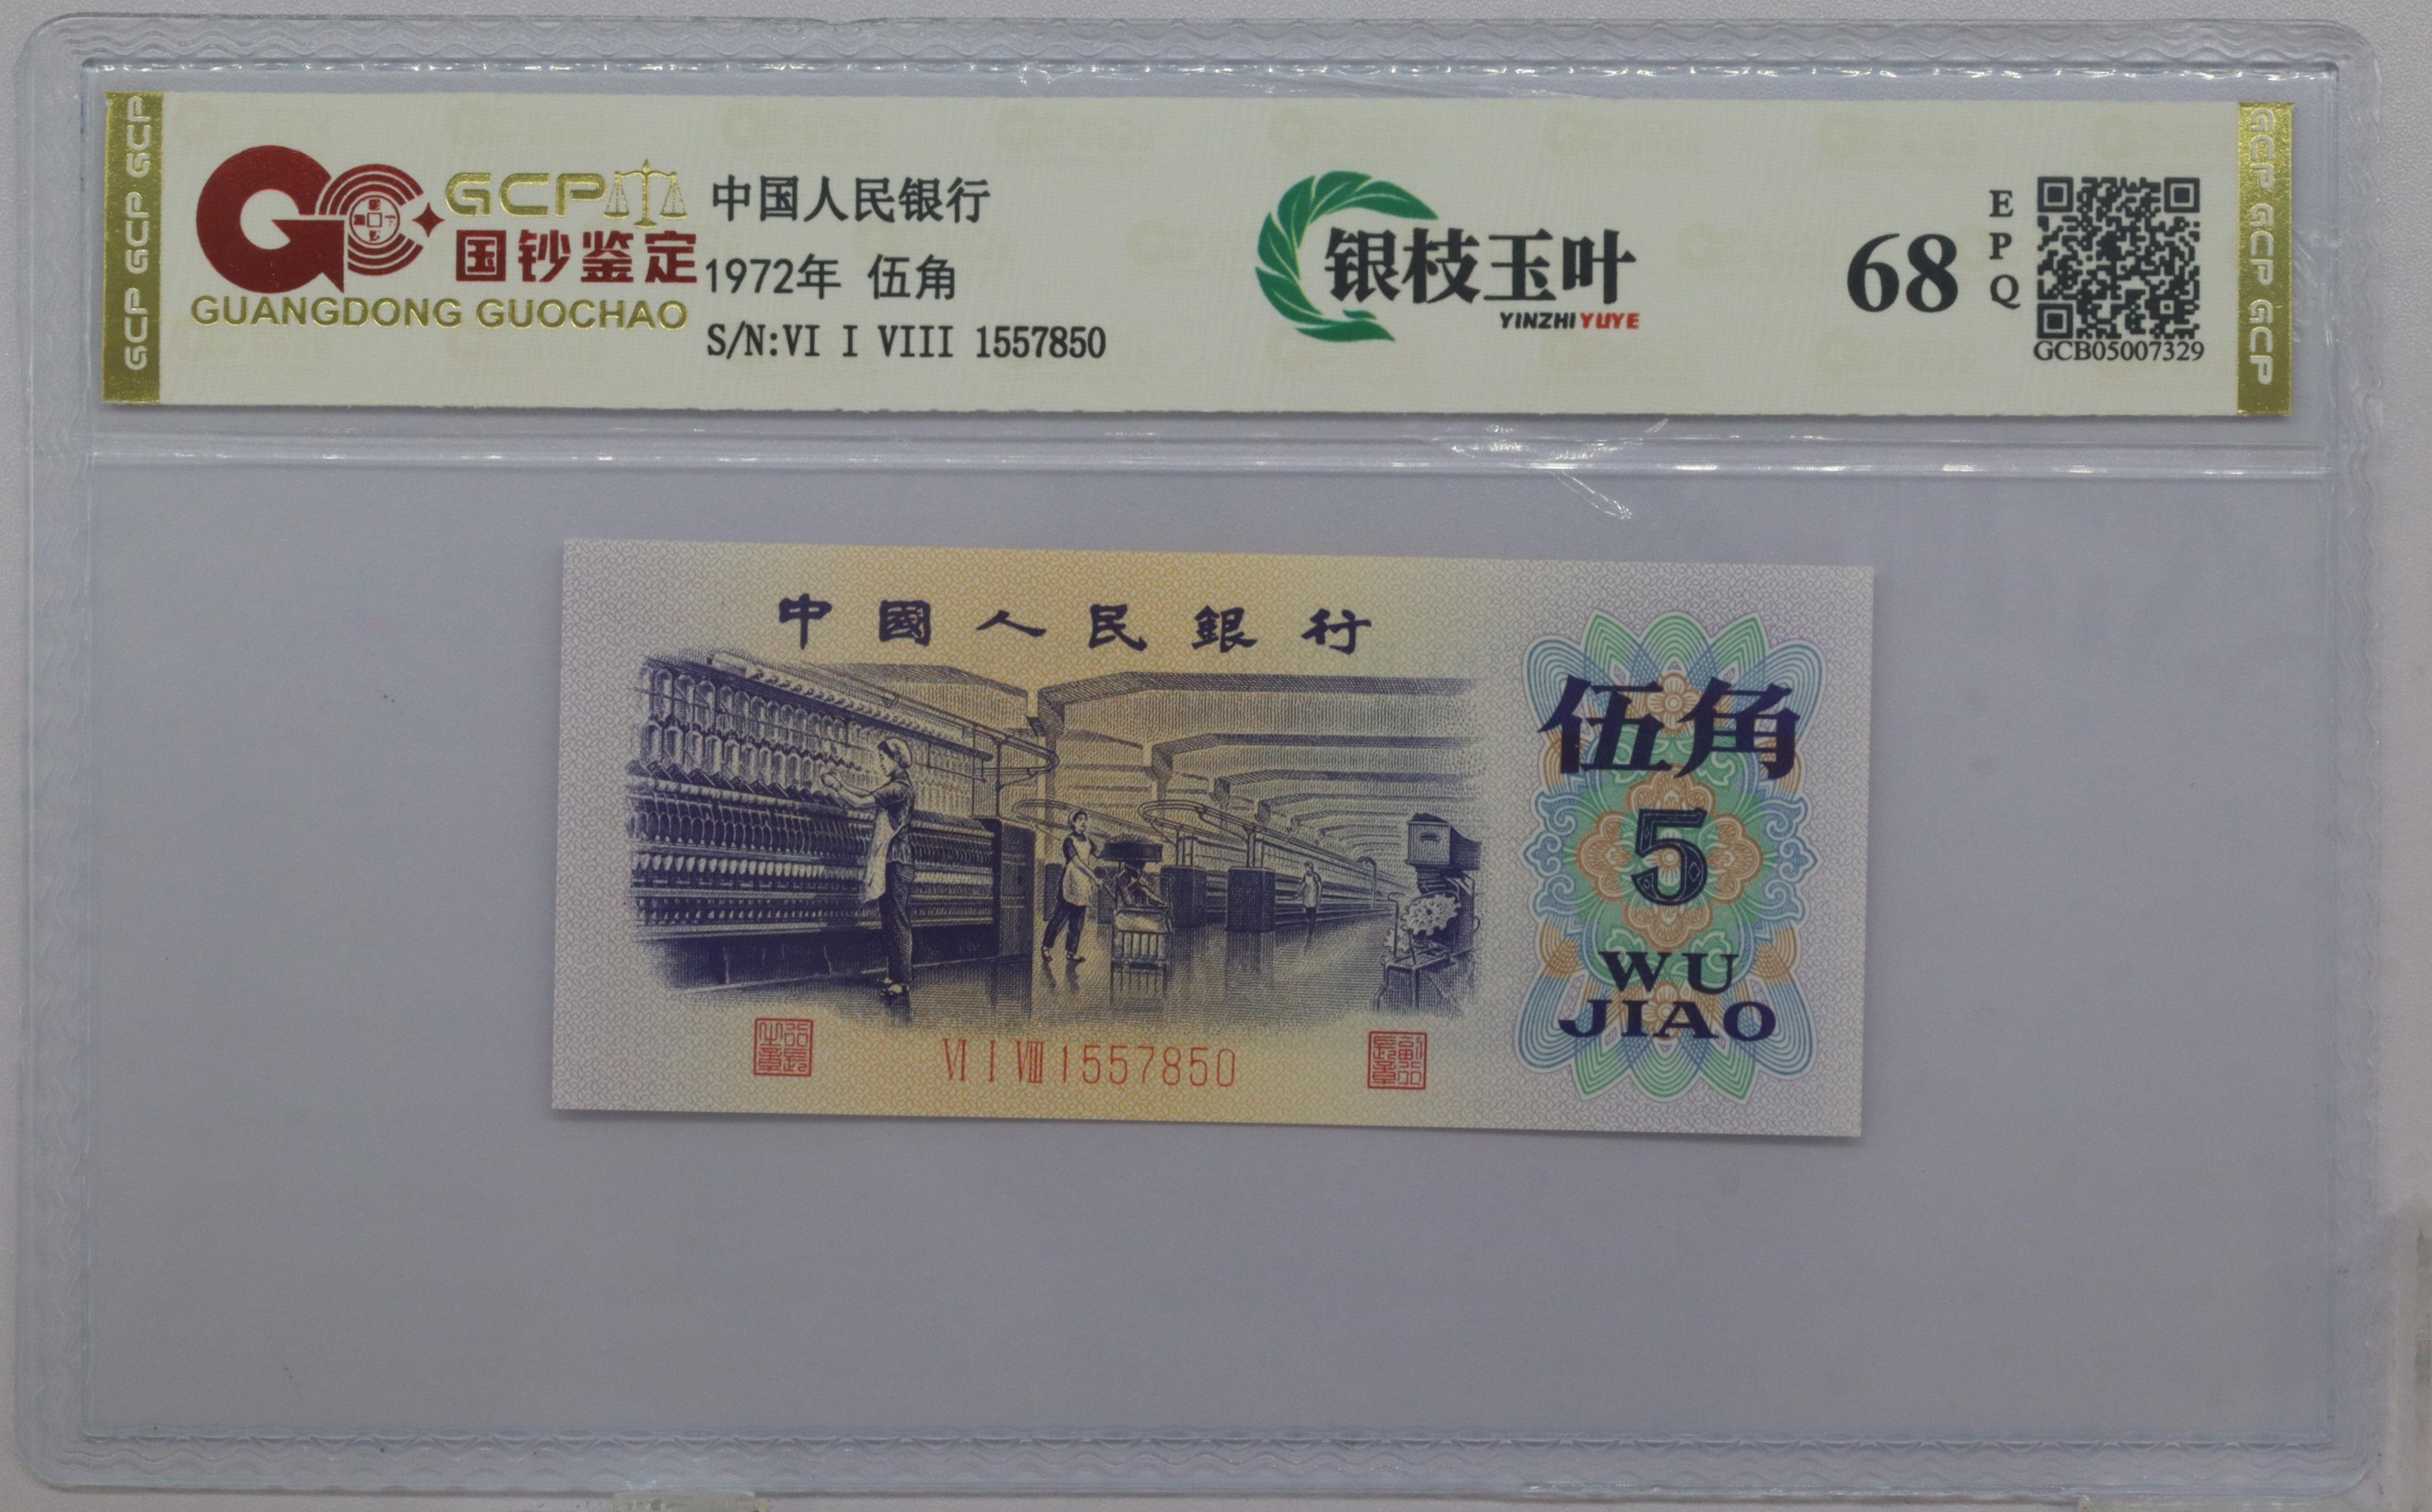 GCP GCP GCP
GCP
国钞鉴定
GUANGDONG GUOCHAO
中国人民银行
1972年 伍角
S/N:VI I VIII 1557850
银枝玉叶
YINZHIYUYE
68
EPQ
GCB05007329
GCP GCP GCP
中國人民銀行
伍角
5
WU
JIAO
VI I VIII 1557850